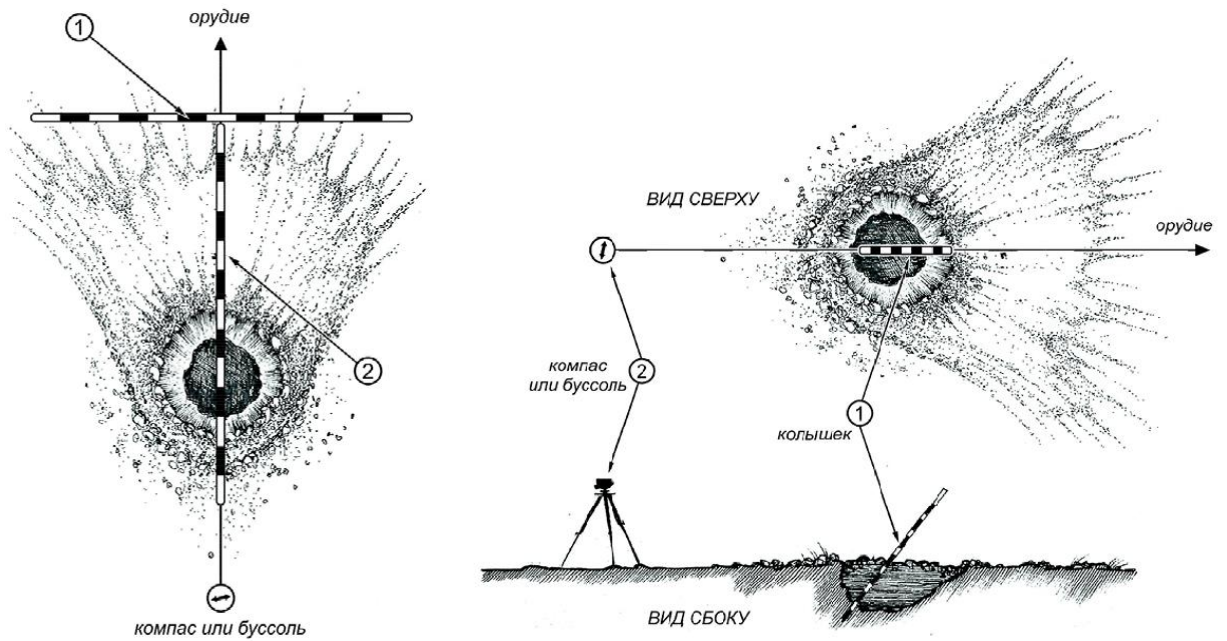 1
орудие
2
компас или буссоль
ВИД СВЕРХУ
орудие
компас
или буссоль
2
1
колышек
ВИД СБОКУ